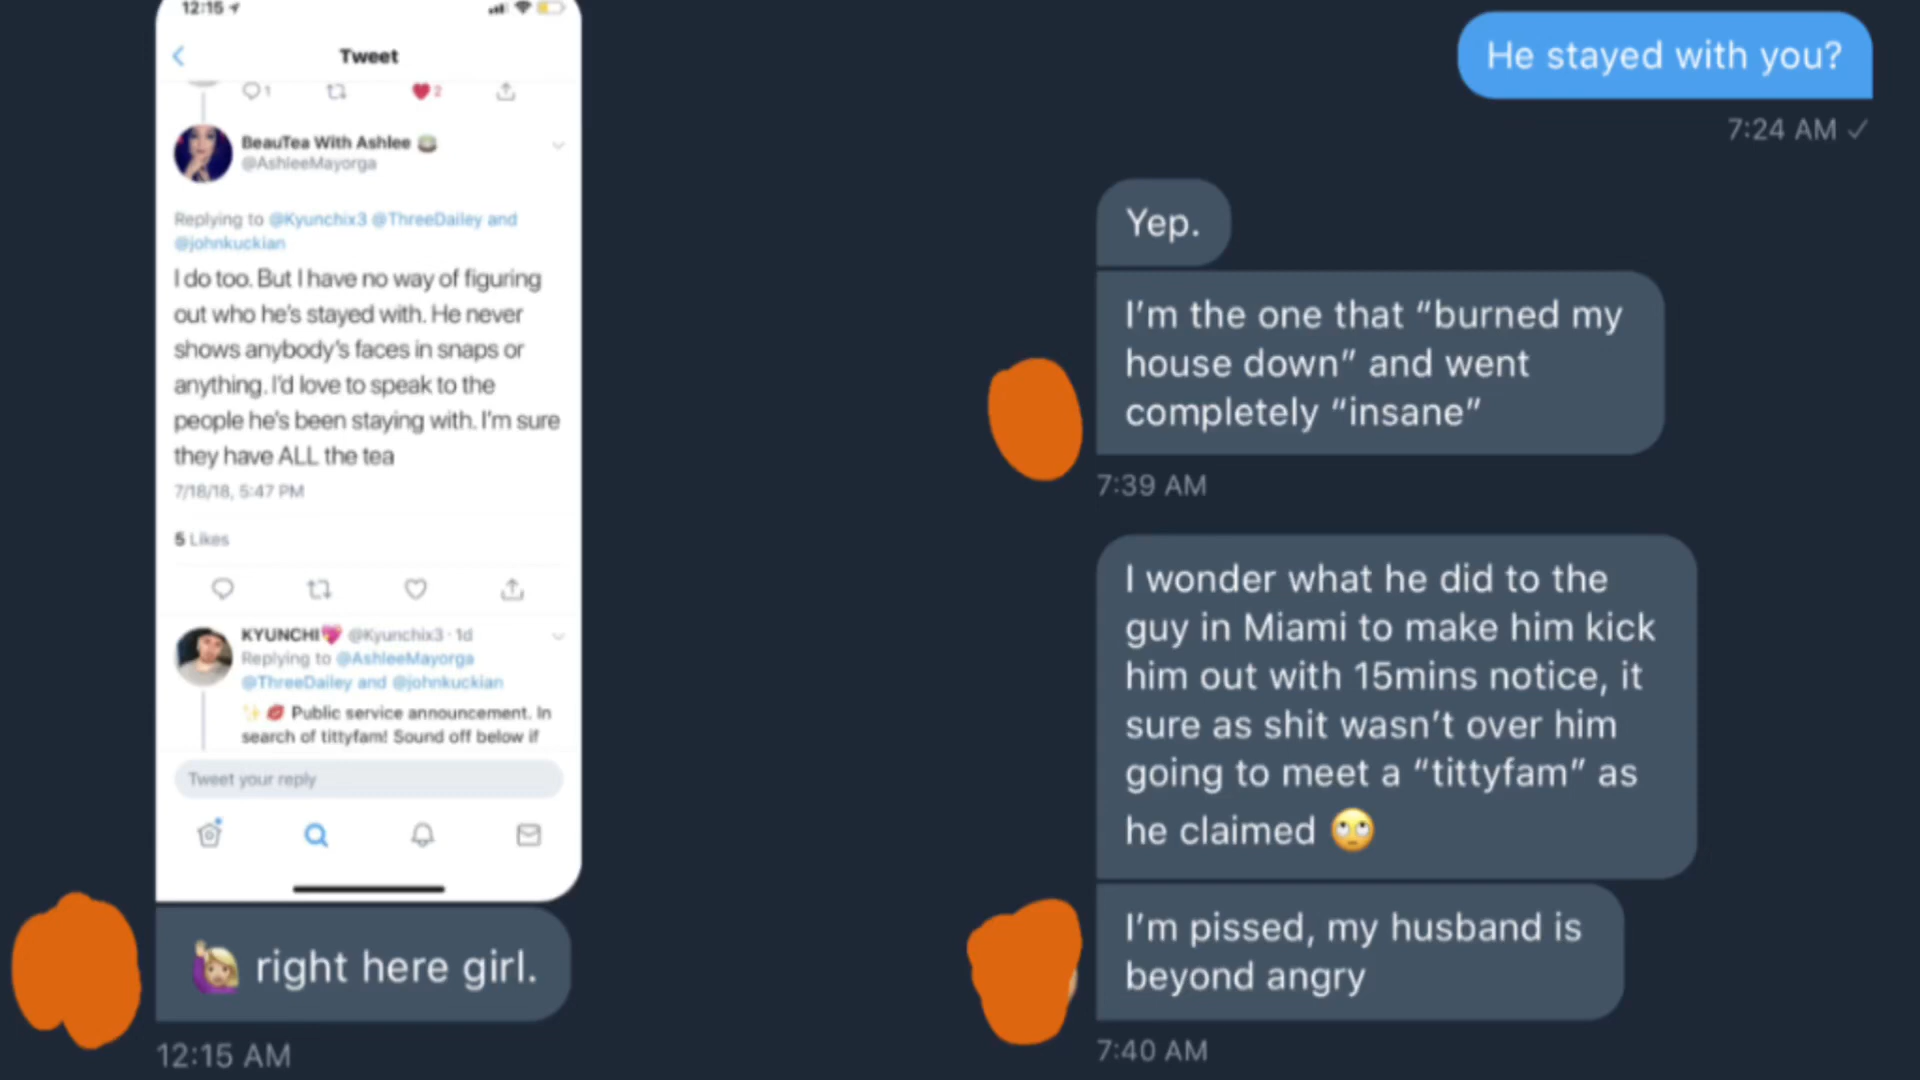 12:15
Tweet
1
2
BeauTea With Ashlee
@AshleeMayorga
Replying to @Kyunchix3 @ThreeDailey and
@johnkuckian
I do too. But I have no way of figuring
out who he's stayed with. He never
shows anybody's faces in snaps or
anything. I'd love to speak to the
people he's been staying with. I'm sure
they have ALL the tea
7/18/18, 5:47 PM
5 Likes
KYUNCHI💖 @Kyunchix3 · 1d
Replying to @AshleeMayorga
@ThreeDailey and @johnkuckian
✨ 💋 Public service announcement. In
search of tittyfam! Sound off below if
Tweet your reply
🙋🏼‍♀️ right here girl.
12:15 AM
He stayed with you?
7:24 AM ✓
Yep.
I'm the one that “burned my
house down” and went
completely “insane”
7:39 AM
I wonder what he did to the
guy in Miami to make him kick
him out with 15mins notice, it
sure as shit wasn't over him
going to meet a “tittyfam” as
he claimed 🙄
I'm pissed, my husband is
beyond angry
7:40 AM